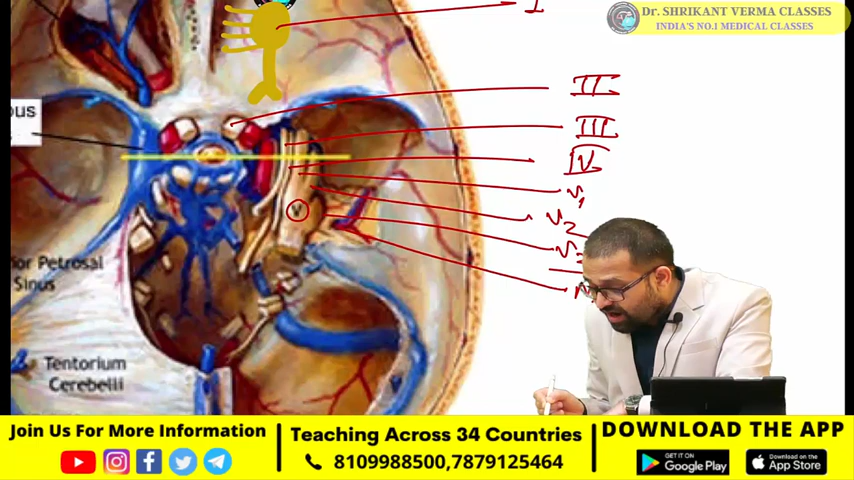 Dr. SHRIKANT VERMA CLASSES
INDIA'S NO.1 MEDICAL CLASSES
I
II
III
IV
V1
V2
V
ous
ior Petrosal
Sinus
Tentorium
Cerebelli
Join Us For More Information
Teaching Across 34 Countries
8109988500,7879125464
DOWNLOAD THE APP
GET IT ON
Google Play
Download on the
App Store